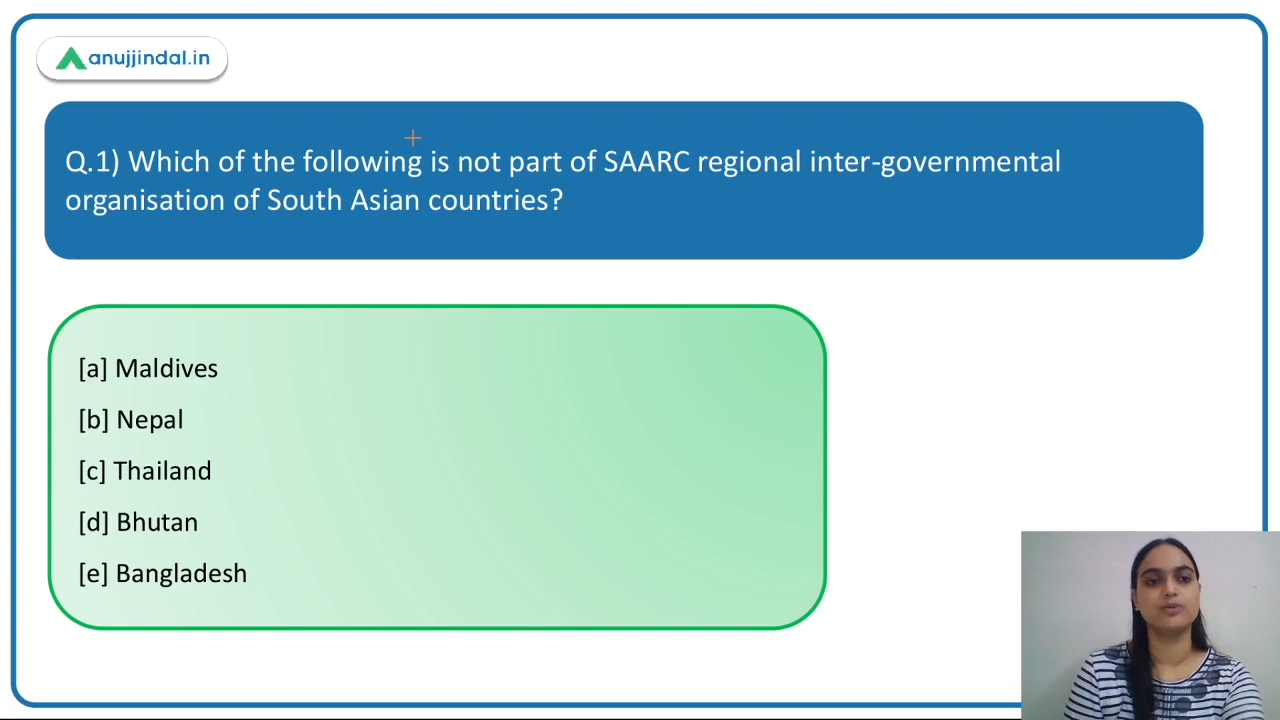 anujjindal.in
Q.1) Which of the following is not part of SAARC regional inter-governmental
organisation of South Asian countries?
[a] Maldives
[b] Nepal
[c] Thailand
[d] Bhutan
[e] Bangladesh